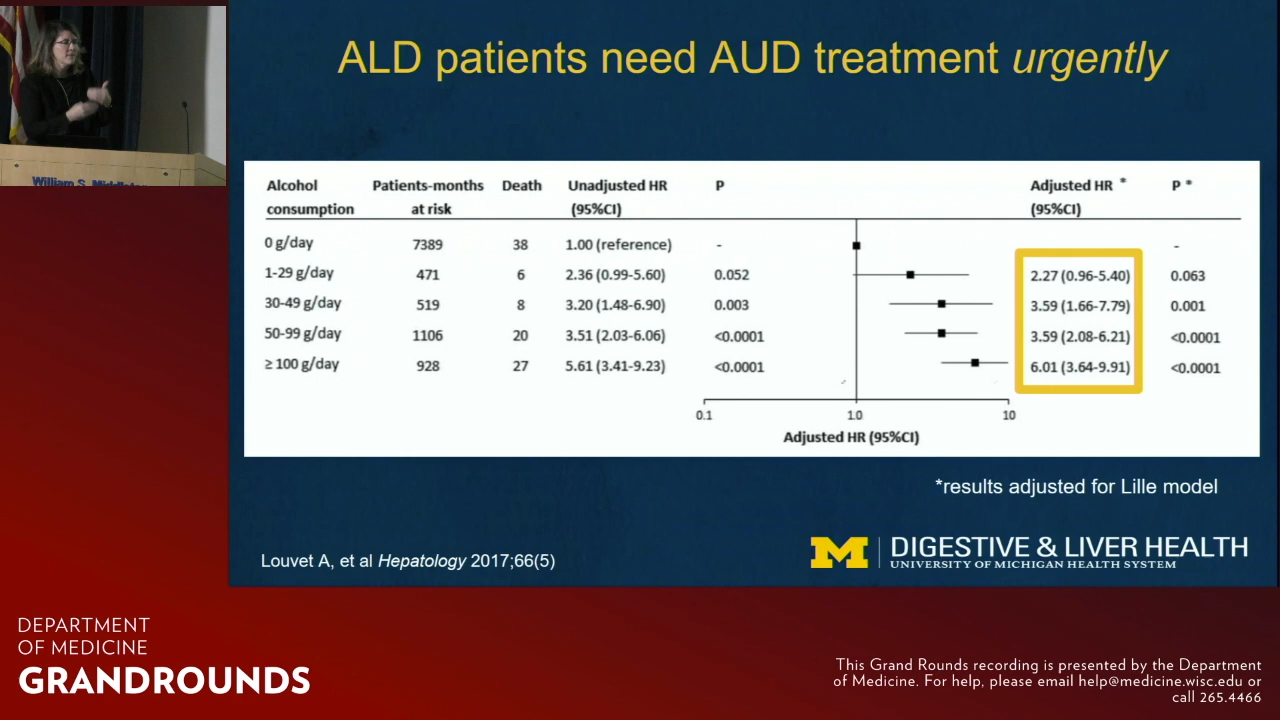 ALD patients need AUD treatment urgently
Alcohol consumption Patients-months at risk Death Unadjusted HR (95%CI) P Adjusted HR * (95%CI) P *
0 g/day 7389 38 1.00 (reference) - -
1-29 g/day 471 6 2.36 (0.99-5.60) 0.052 2.27 (0.96-5.40) 0.063
30-49 g/day 519 8 3.20 (1.48-6.90) 0.003 3.59 (1.66-7.79) 0.001
50-99 g/day 1106 20 3.51 (2.03-6.06) <0.0001 3.59 (2.08-6.21) <0.0001
≥ 100 g/day 928 27 5.61 (3.41-9.23) <0.0001 6.01 (3.64-9.91) <0.0001
0.1 1.0 10
Adjusted HR (95%CI)
*results adjusted for Lille model
Louvet A, et al Hepatology 2017;66(5)
M DIGESTIVE & LIVER HEALTH
UNIVERSITY OF MICHIGAN HEALTH SYSTEM
William S.
DEPARTMENT
OF MEDICINE
GRANDROUNDS
This Grand Rounds recording is presented by the Department
of Medicine. For help, please email help@medicine.wisc.edu or
call 265.4466